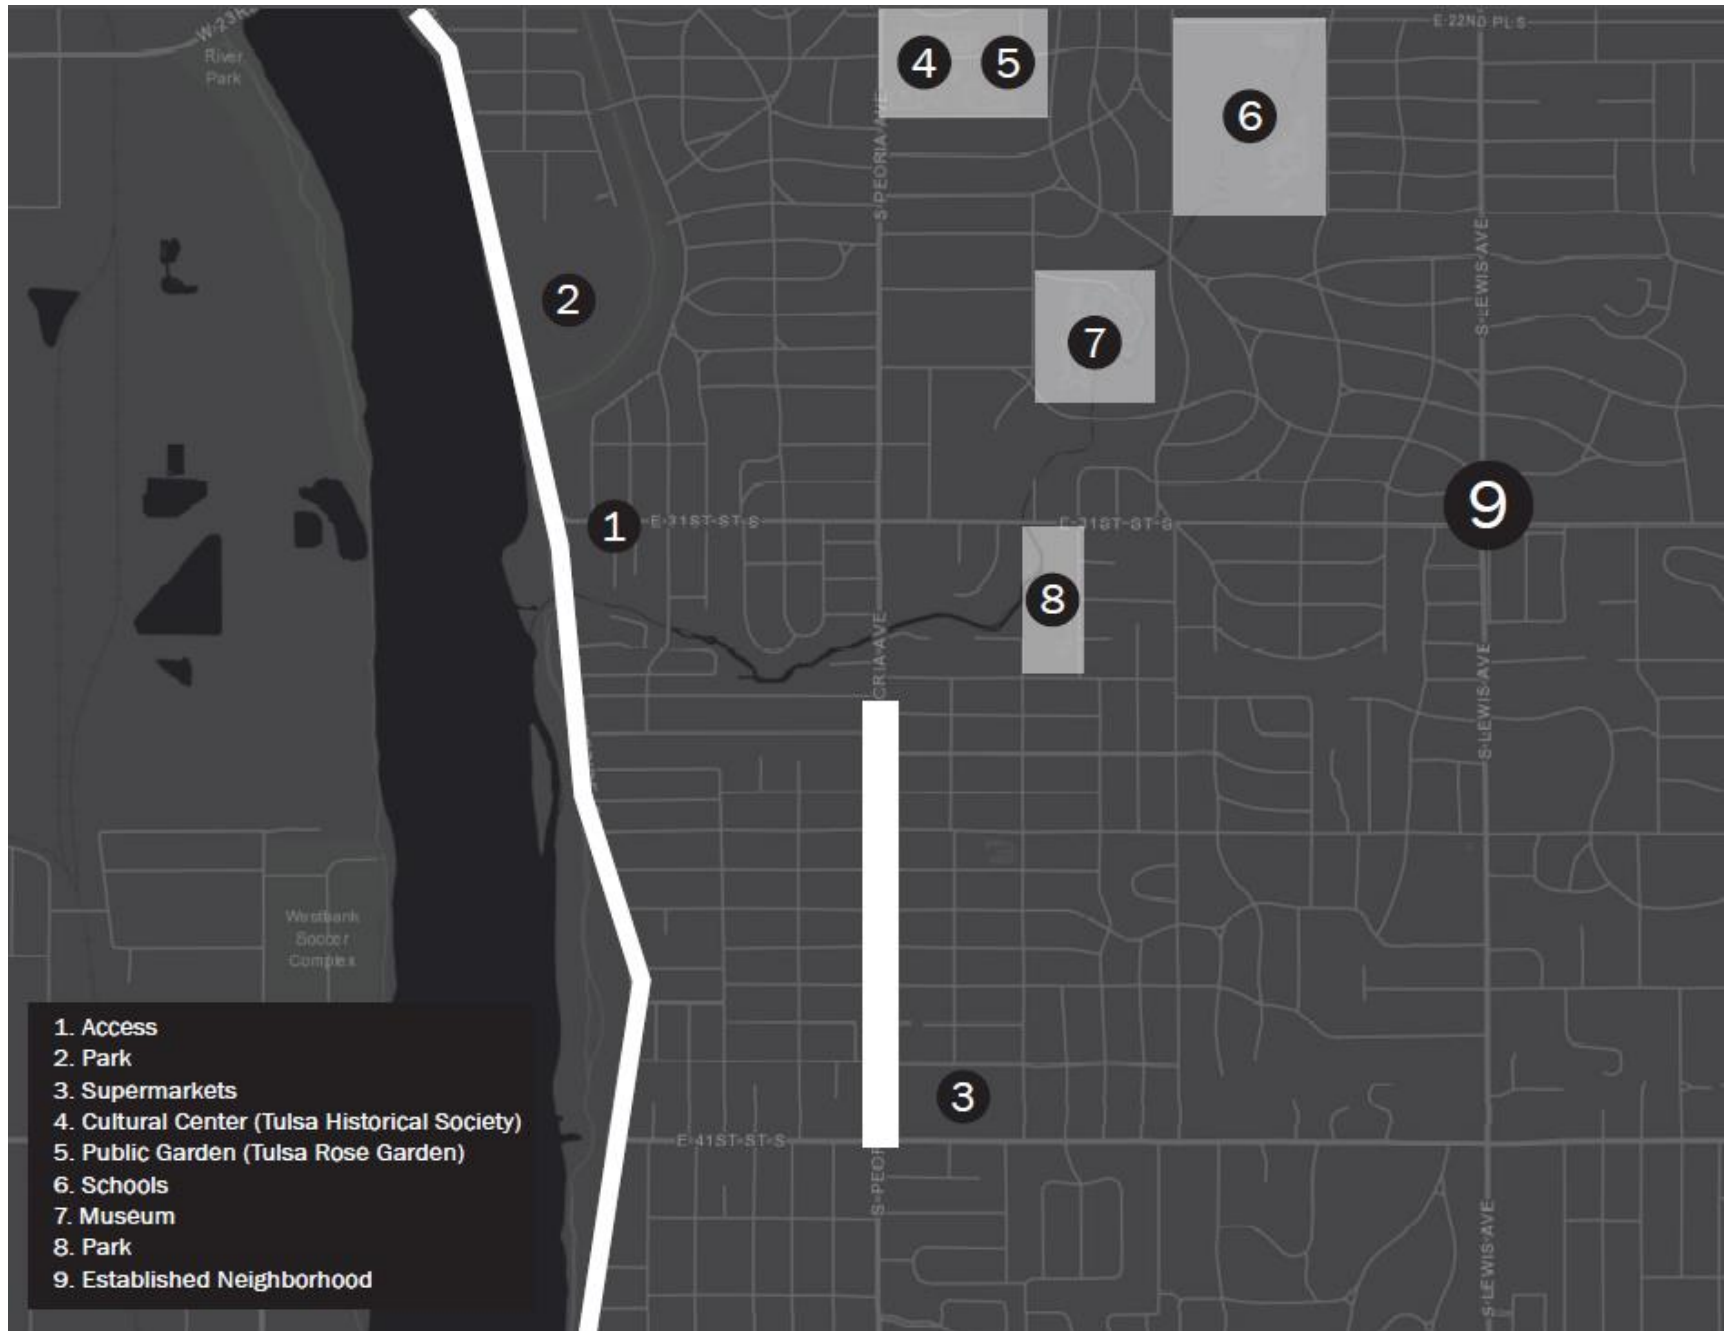 E-22ND PL S
River
Park
4
5
6
S PEORIA AVE
S-LEWIS-AVE
2
7
9
1
E-31ST-ST-S
E-31ST-ST-S
8
S-LEWIS-AVE
Westbank
Soccer
Complex
3
E-41ST-ST-S
S-LEWIS-AVE
1. Access
2. Park
3. Supermarkets
4. Cultural Center (Tulsa Historical Society)
5. Public Garden (Tulsa Rose Garden)
6. Schools
7. Museum
8. Park
9. Established Neighborhood